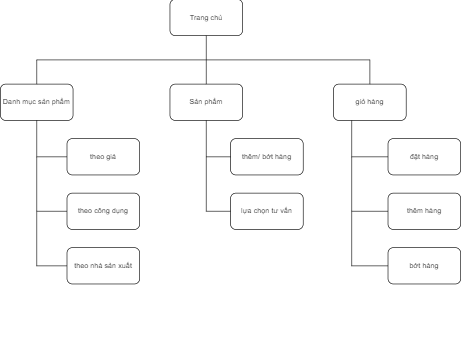 Trang chủ
Danh mục sản phẩm
Sản phẩm
giỏ hàng
theo giá
thêm/ bớt hàng
đặt hàng
theo công dụng
lựa chọn tư vấn
thêm hàng
theo nhà sản xuất
bớt hàng